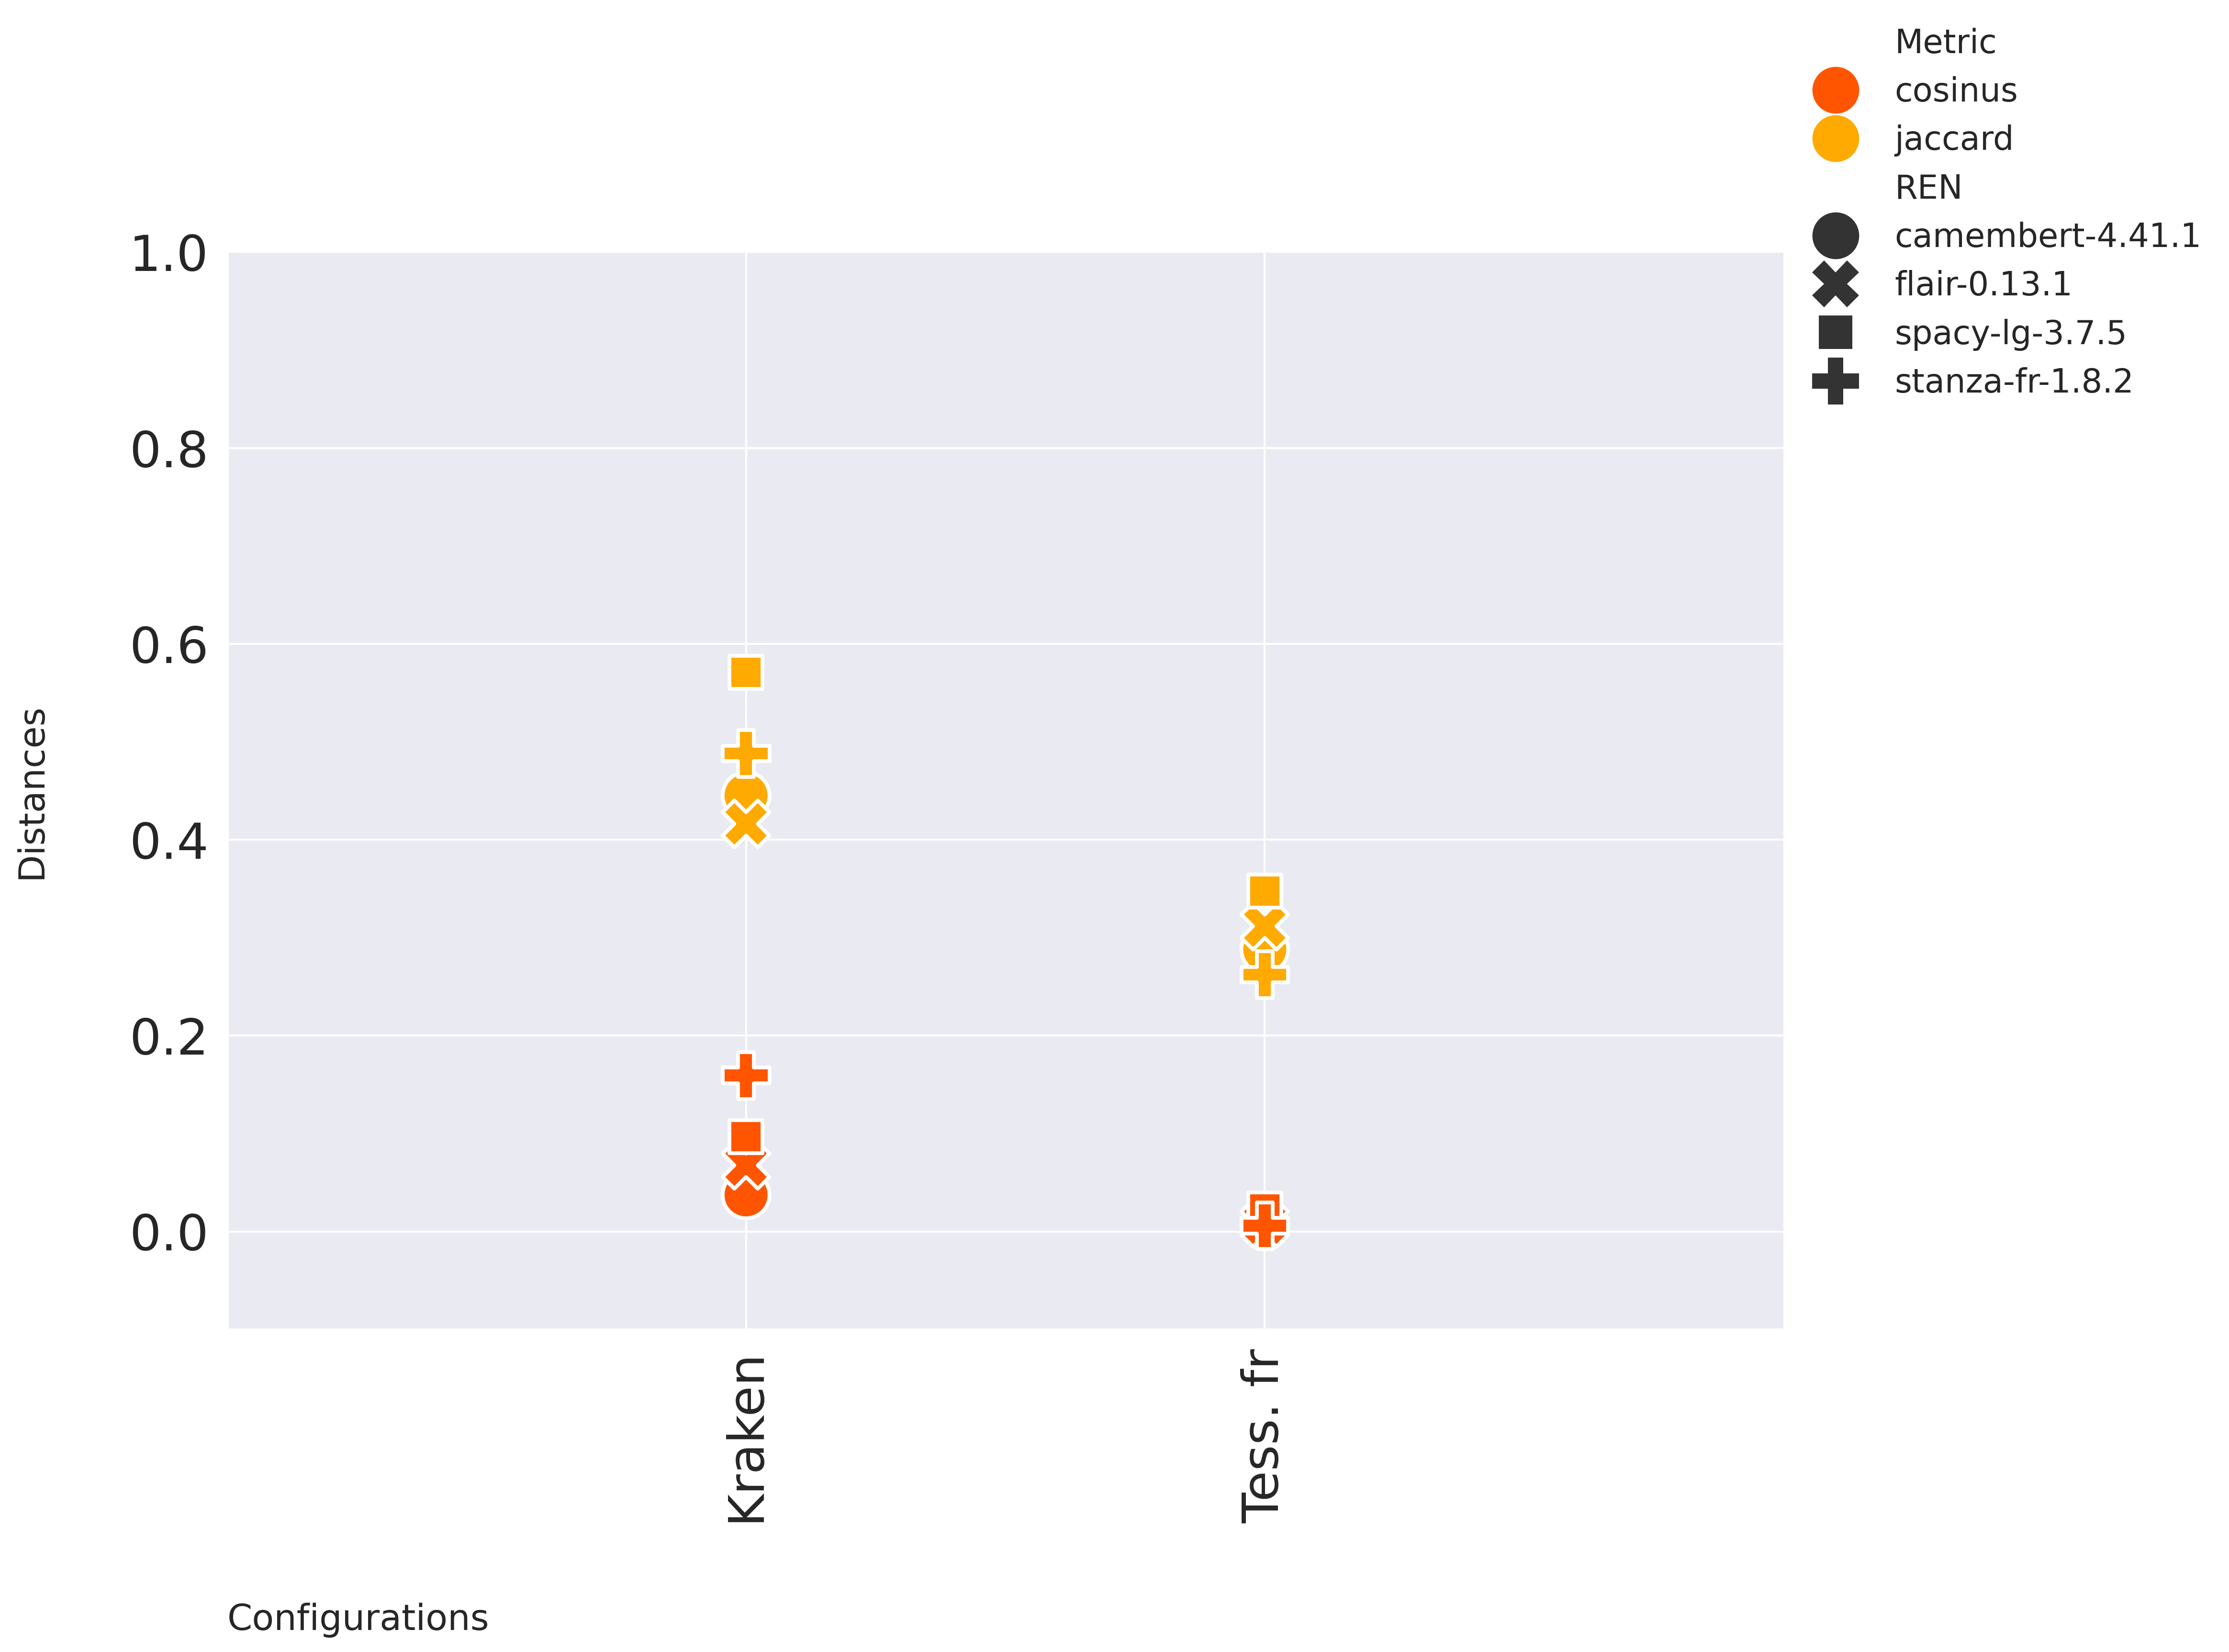 Metric
cosinus
jaccard
REN
camembert-4.41.1
flair-0.13.1
spacy-lg-3.7.5
stanza-fr-1.8.2
1.0
0.8
0.6
0.4
0.2
0.0
Distances
Kraken
Tess. fr
Configurations